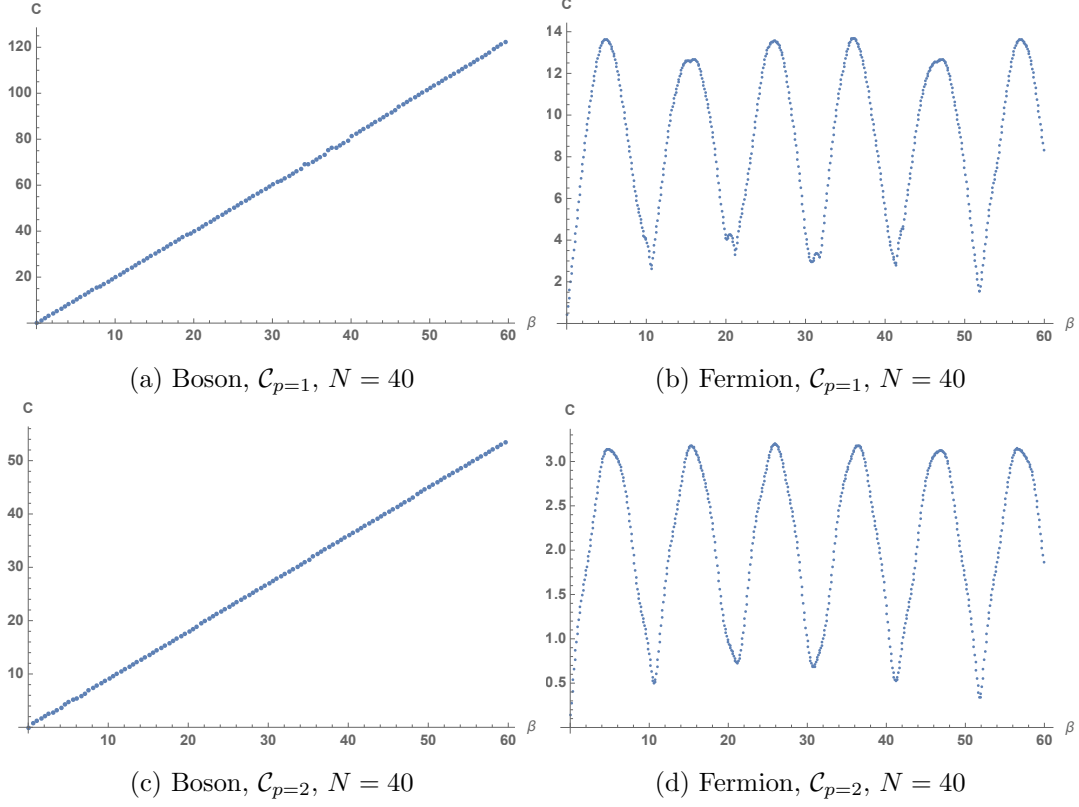 C
120
100
80
60
40
20
10 20 30 40 50 60 β
(a) Boson, 𝒞p=1, N = 40
C
14
12
10
8
6
4
2
10 20 30 40 50 60 β
(b) Fermion, 𝒞p=1, N = 40
C
50
40
30
20
10
10 20 30 40 50 60 β
(c) Boson, 𝒞p=2, N = 40
C
3.0
2.5
2.0
1.5
1.0
0.5
10 20 30 40 50 60 β
(d) Fermion, 𝒞p=2, N = 40